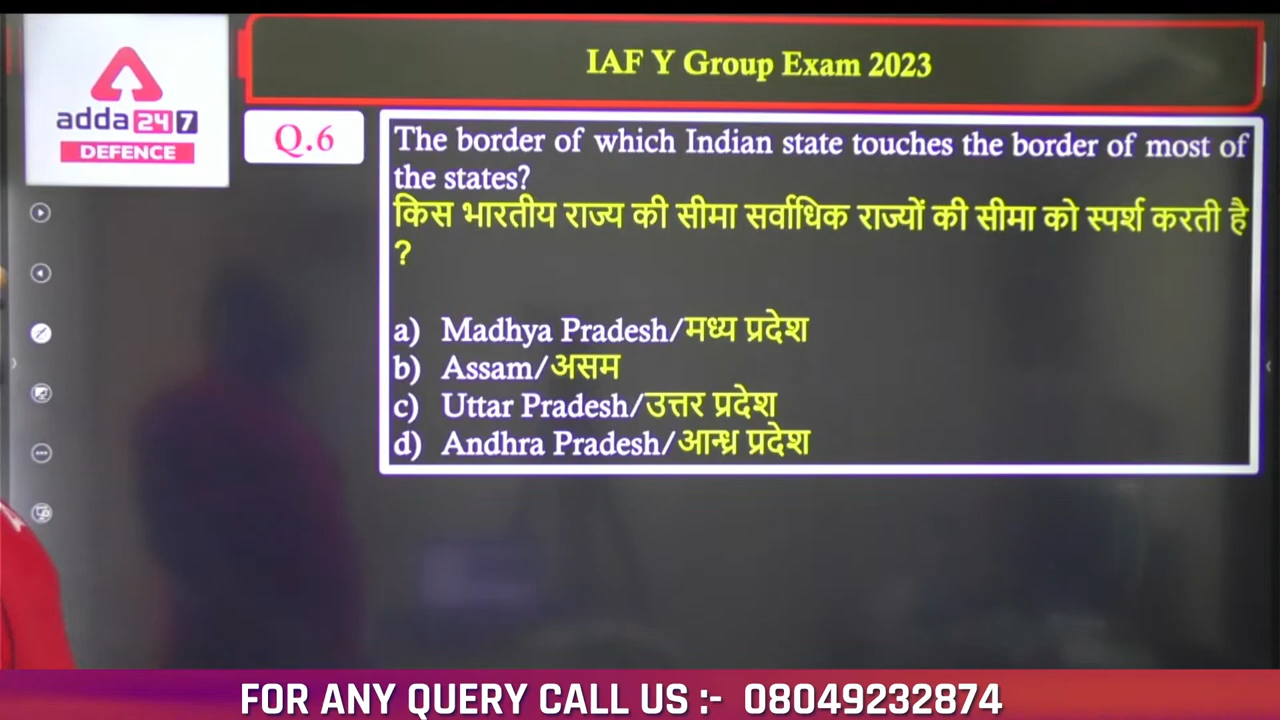 IAF Y Group Exam 2023
adda 24 7
DEFENCE
Q.6
The border of which Indian state touches the border of most of
the states?
किस भारतीय राज्य की सीमा सर्वाधिक राज्यों की सीमा को स्पर्श करती है
?
a) Madhya Pradesh/मध्य प्रदेश
b) Assam/असम
c) Uttar Pradesh/उत्तर प्रदेश
d) Andhra Pradesh/आन्ध्र प्रदेश
FOR ANY QUERY CALL US :- 08049232874